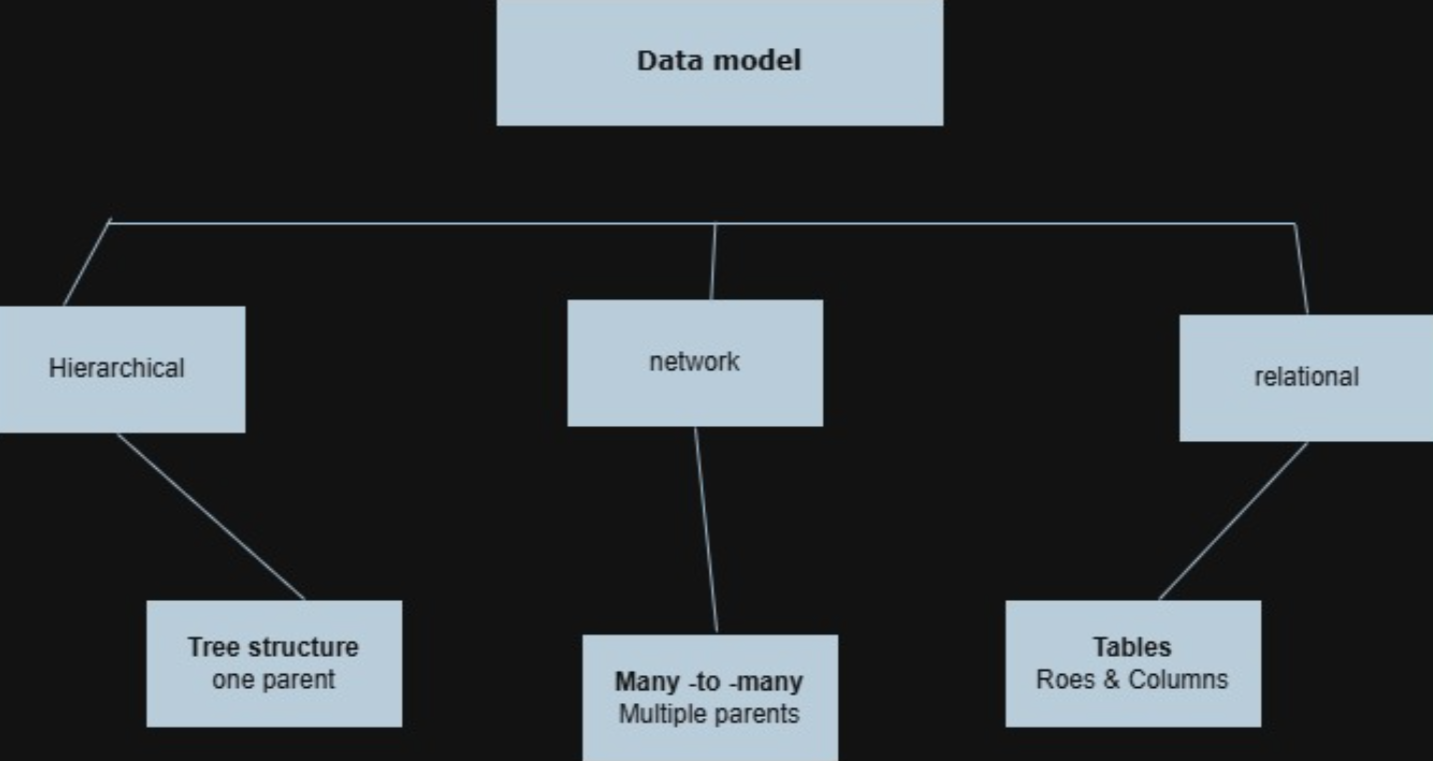 Data model
Hierarchical
network
relational
Tree structure
one parent
Many -to -many
Multiple parents
Tables
Roes & Columns